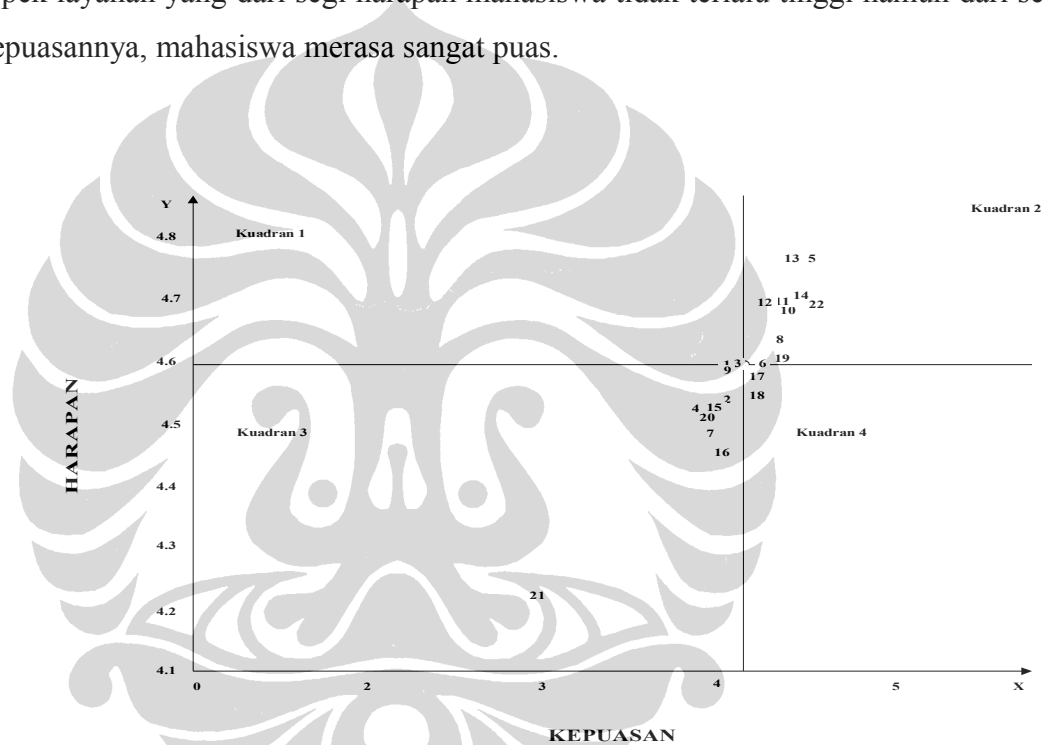 layanan yang dari segi harapan mahasiswa tidak terlalu tinggi namun dari
kepuasannya, mahasiswa merasa sangat puas.
Y
Kuadran 2
4.8
Kuadran 1
13 5
4.7
14
12 11
22
10
8
4.6
19
1 3 6
9
17
18
2
4 15
20
4.5
7
Kuadran 3
Kuadran 4
16
HARAPAN
4.4
4.3
21
4.2
4.1
0 2 3 4 5 X
KEPUASAN